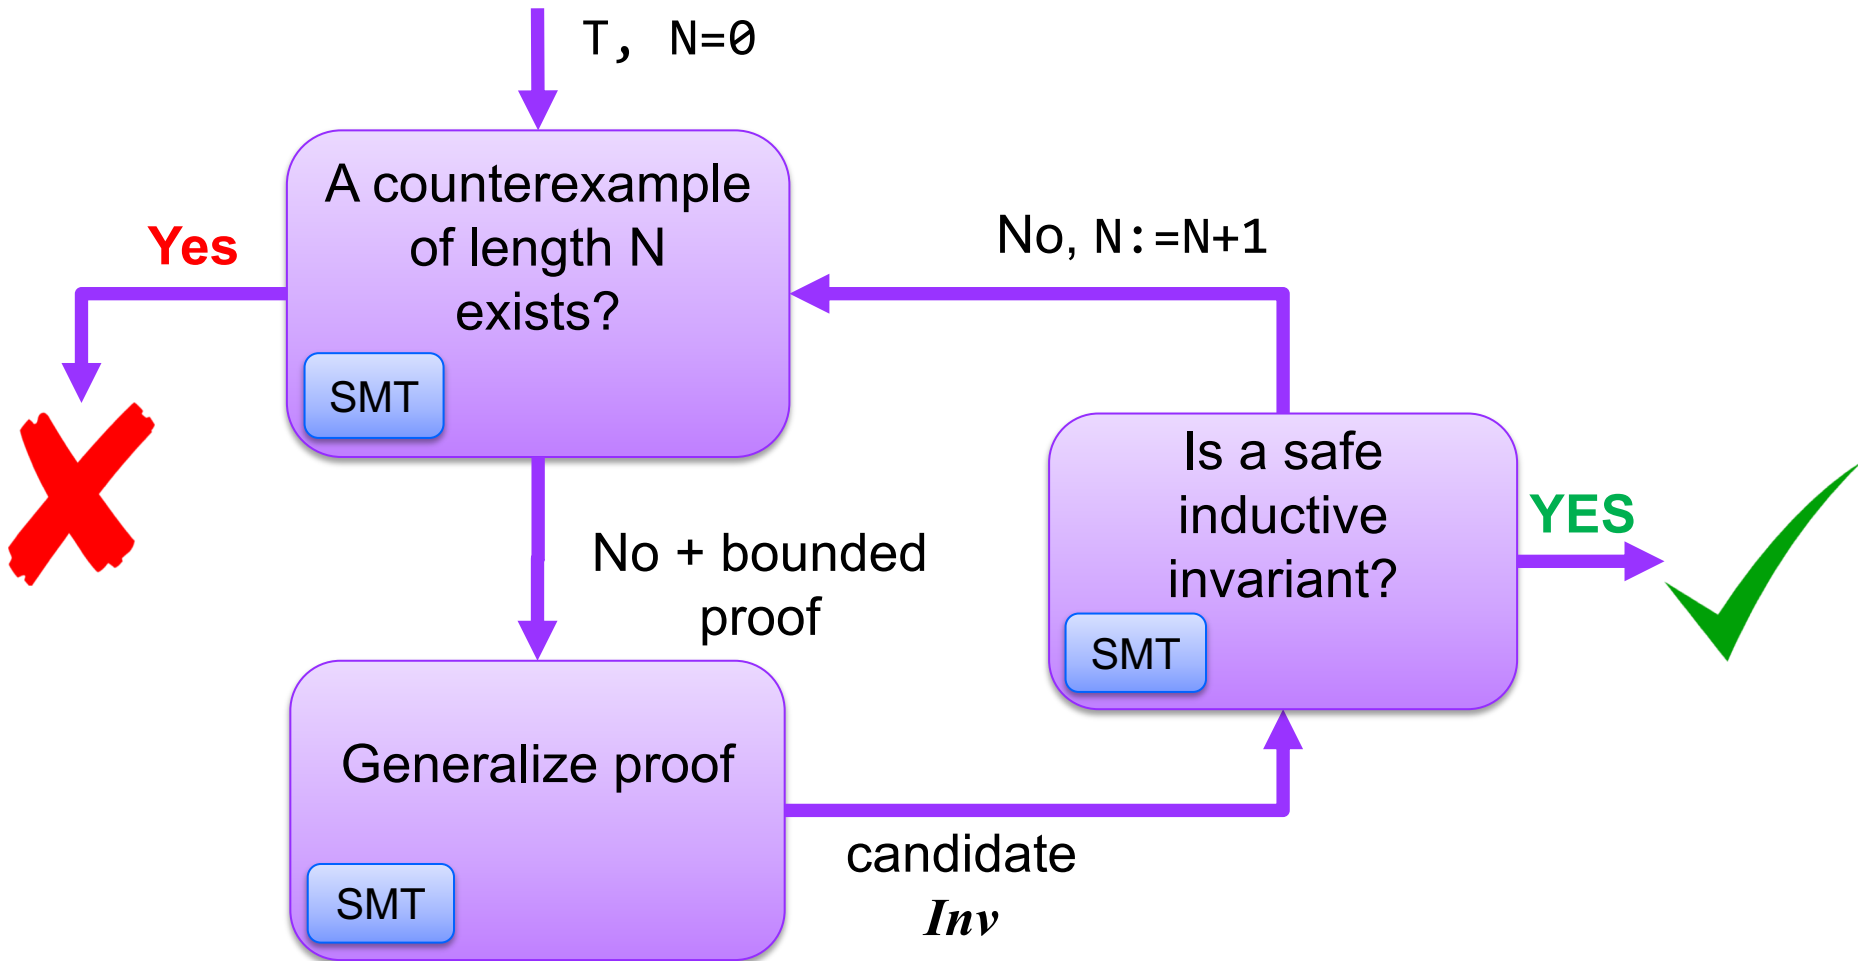 T, N=0
A counterexample
of length N
exists?
SMT
Yes
No, N:=N+1
Is a safe
inductive
invariant?
SMT
YES
No + bounded
proof
Generalize proof
SMT
candidate
Inv